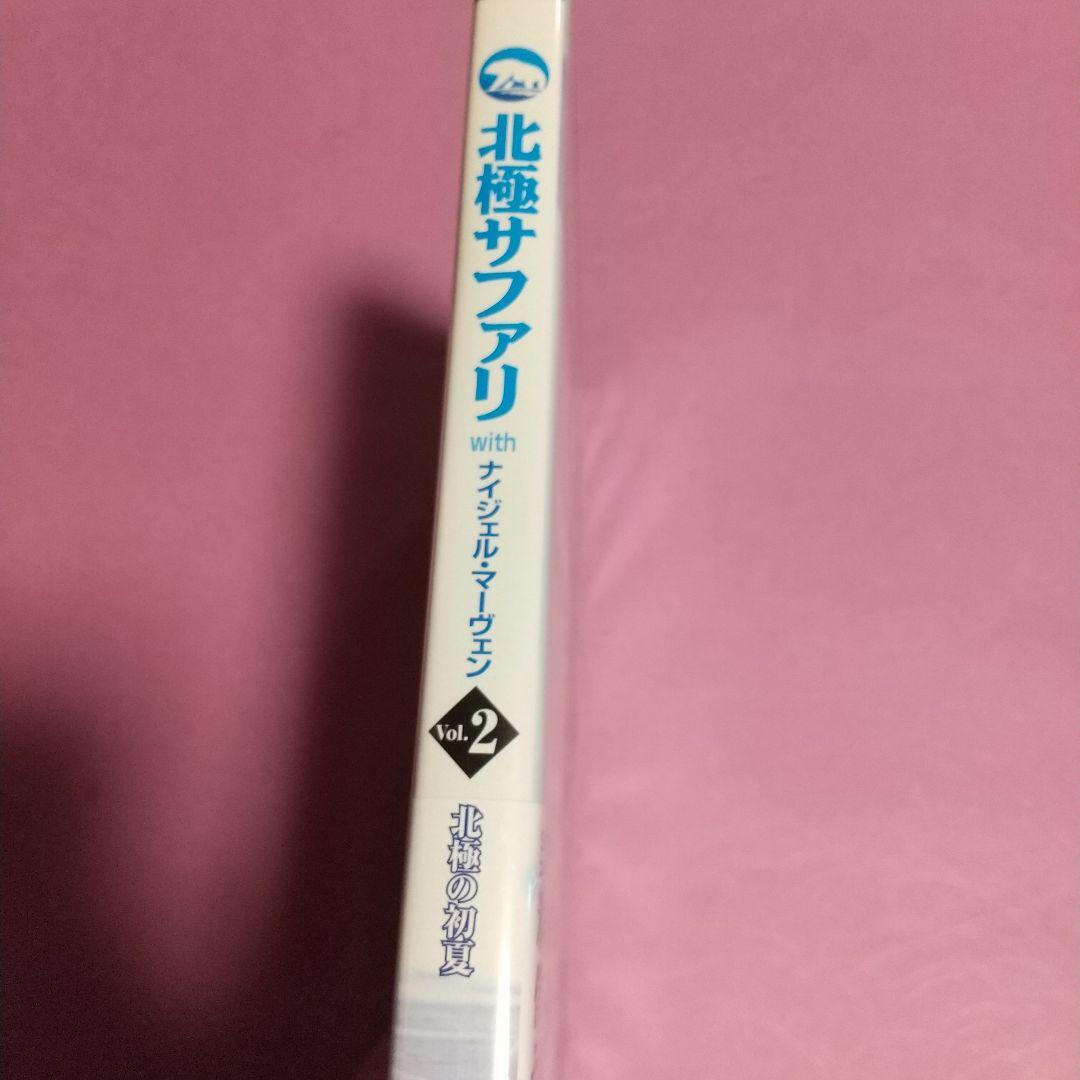 北極サファリ
with
ナイジェル・マーヴェン
Vol.2
北極の初夏